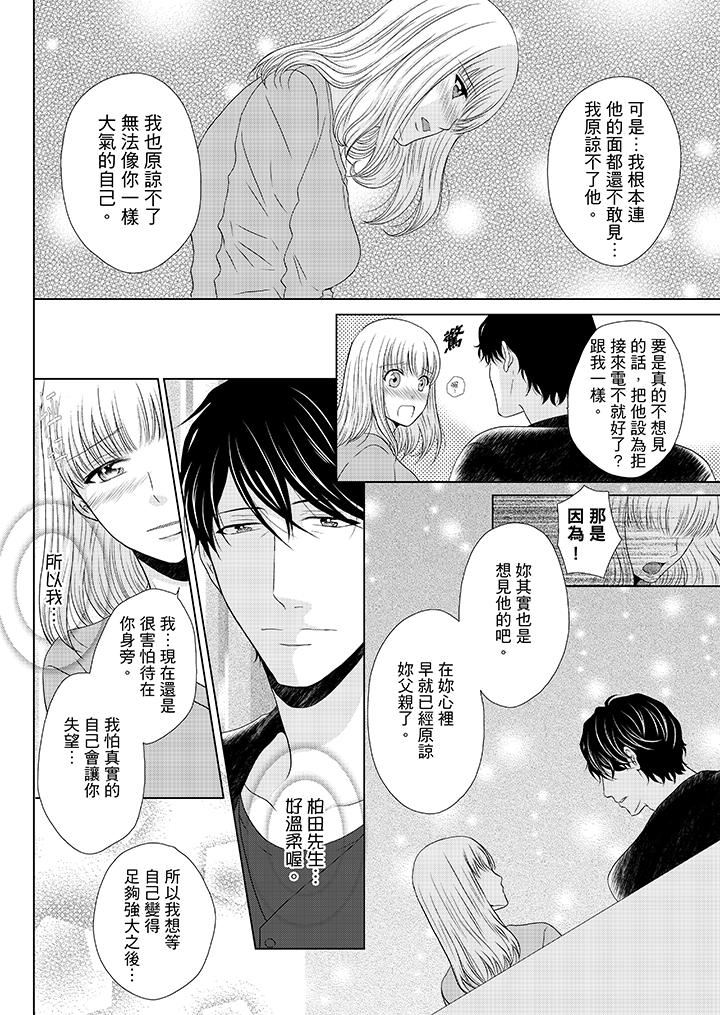 可是…我根本連
他的面都還不敢見…
我原諒不了他。
我也原諒不了
無法像你一樣
大氣的自己。
要是真的不想見
的話，把他設為拒
接來電不就好了？
跟我一樣。
驚
嗯…
那是
因為！
妳其實也是
想見他的吧。
在妳心裡
早就已經原諒
妳父親了。
柏田先生…
好溫柔喔。
所以我…
我…現在還是
很害怕待在
你身旁。
我怕真實的
自己會讓你
失望…
所以我想等
自己變得
足夠強大之後…